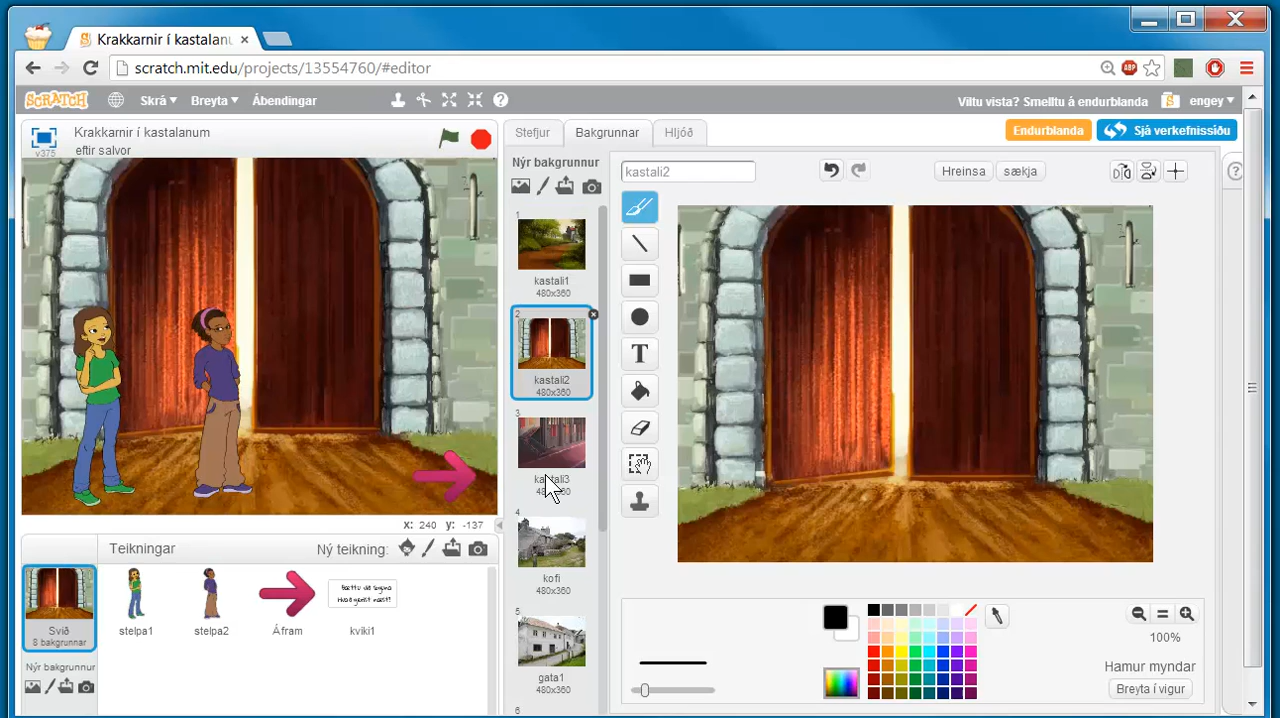 Krakkarnir í kastalanu
scratch.mit.edu/projects/13554760/#editor
ABP
SCRATCH
Skrá
Breyta
Ábendingar
Viltu vista? Smelltu á endurblanda
engey
Krakkarnir í kastalanum
eftir salvor
v375
Stefjur
Bakgrunnar
Hljóð
Endurblanda
Sjá verkefnissíðu
Nýr bakgrunnur
kastali2
Hreinsa
sækja
1
kastali1
480x360
2
kastali2
480x360
3
kastali3
480x360
4
kofi
480x360
5
gata1
480x360
6
T
x: 240 y: -137
Teikningar
Ný teikning:
Svið
8 bakgrunnar
Nýr bakgrunnur
stelpa1
stelpa2
Áfram
kviki1
100%
Hamur myndar
Breyta í vigur